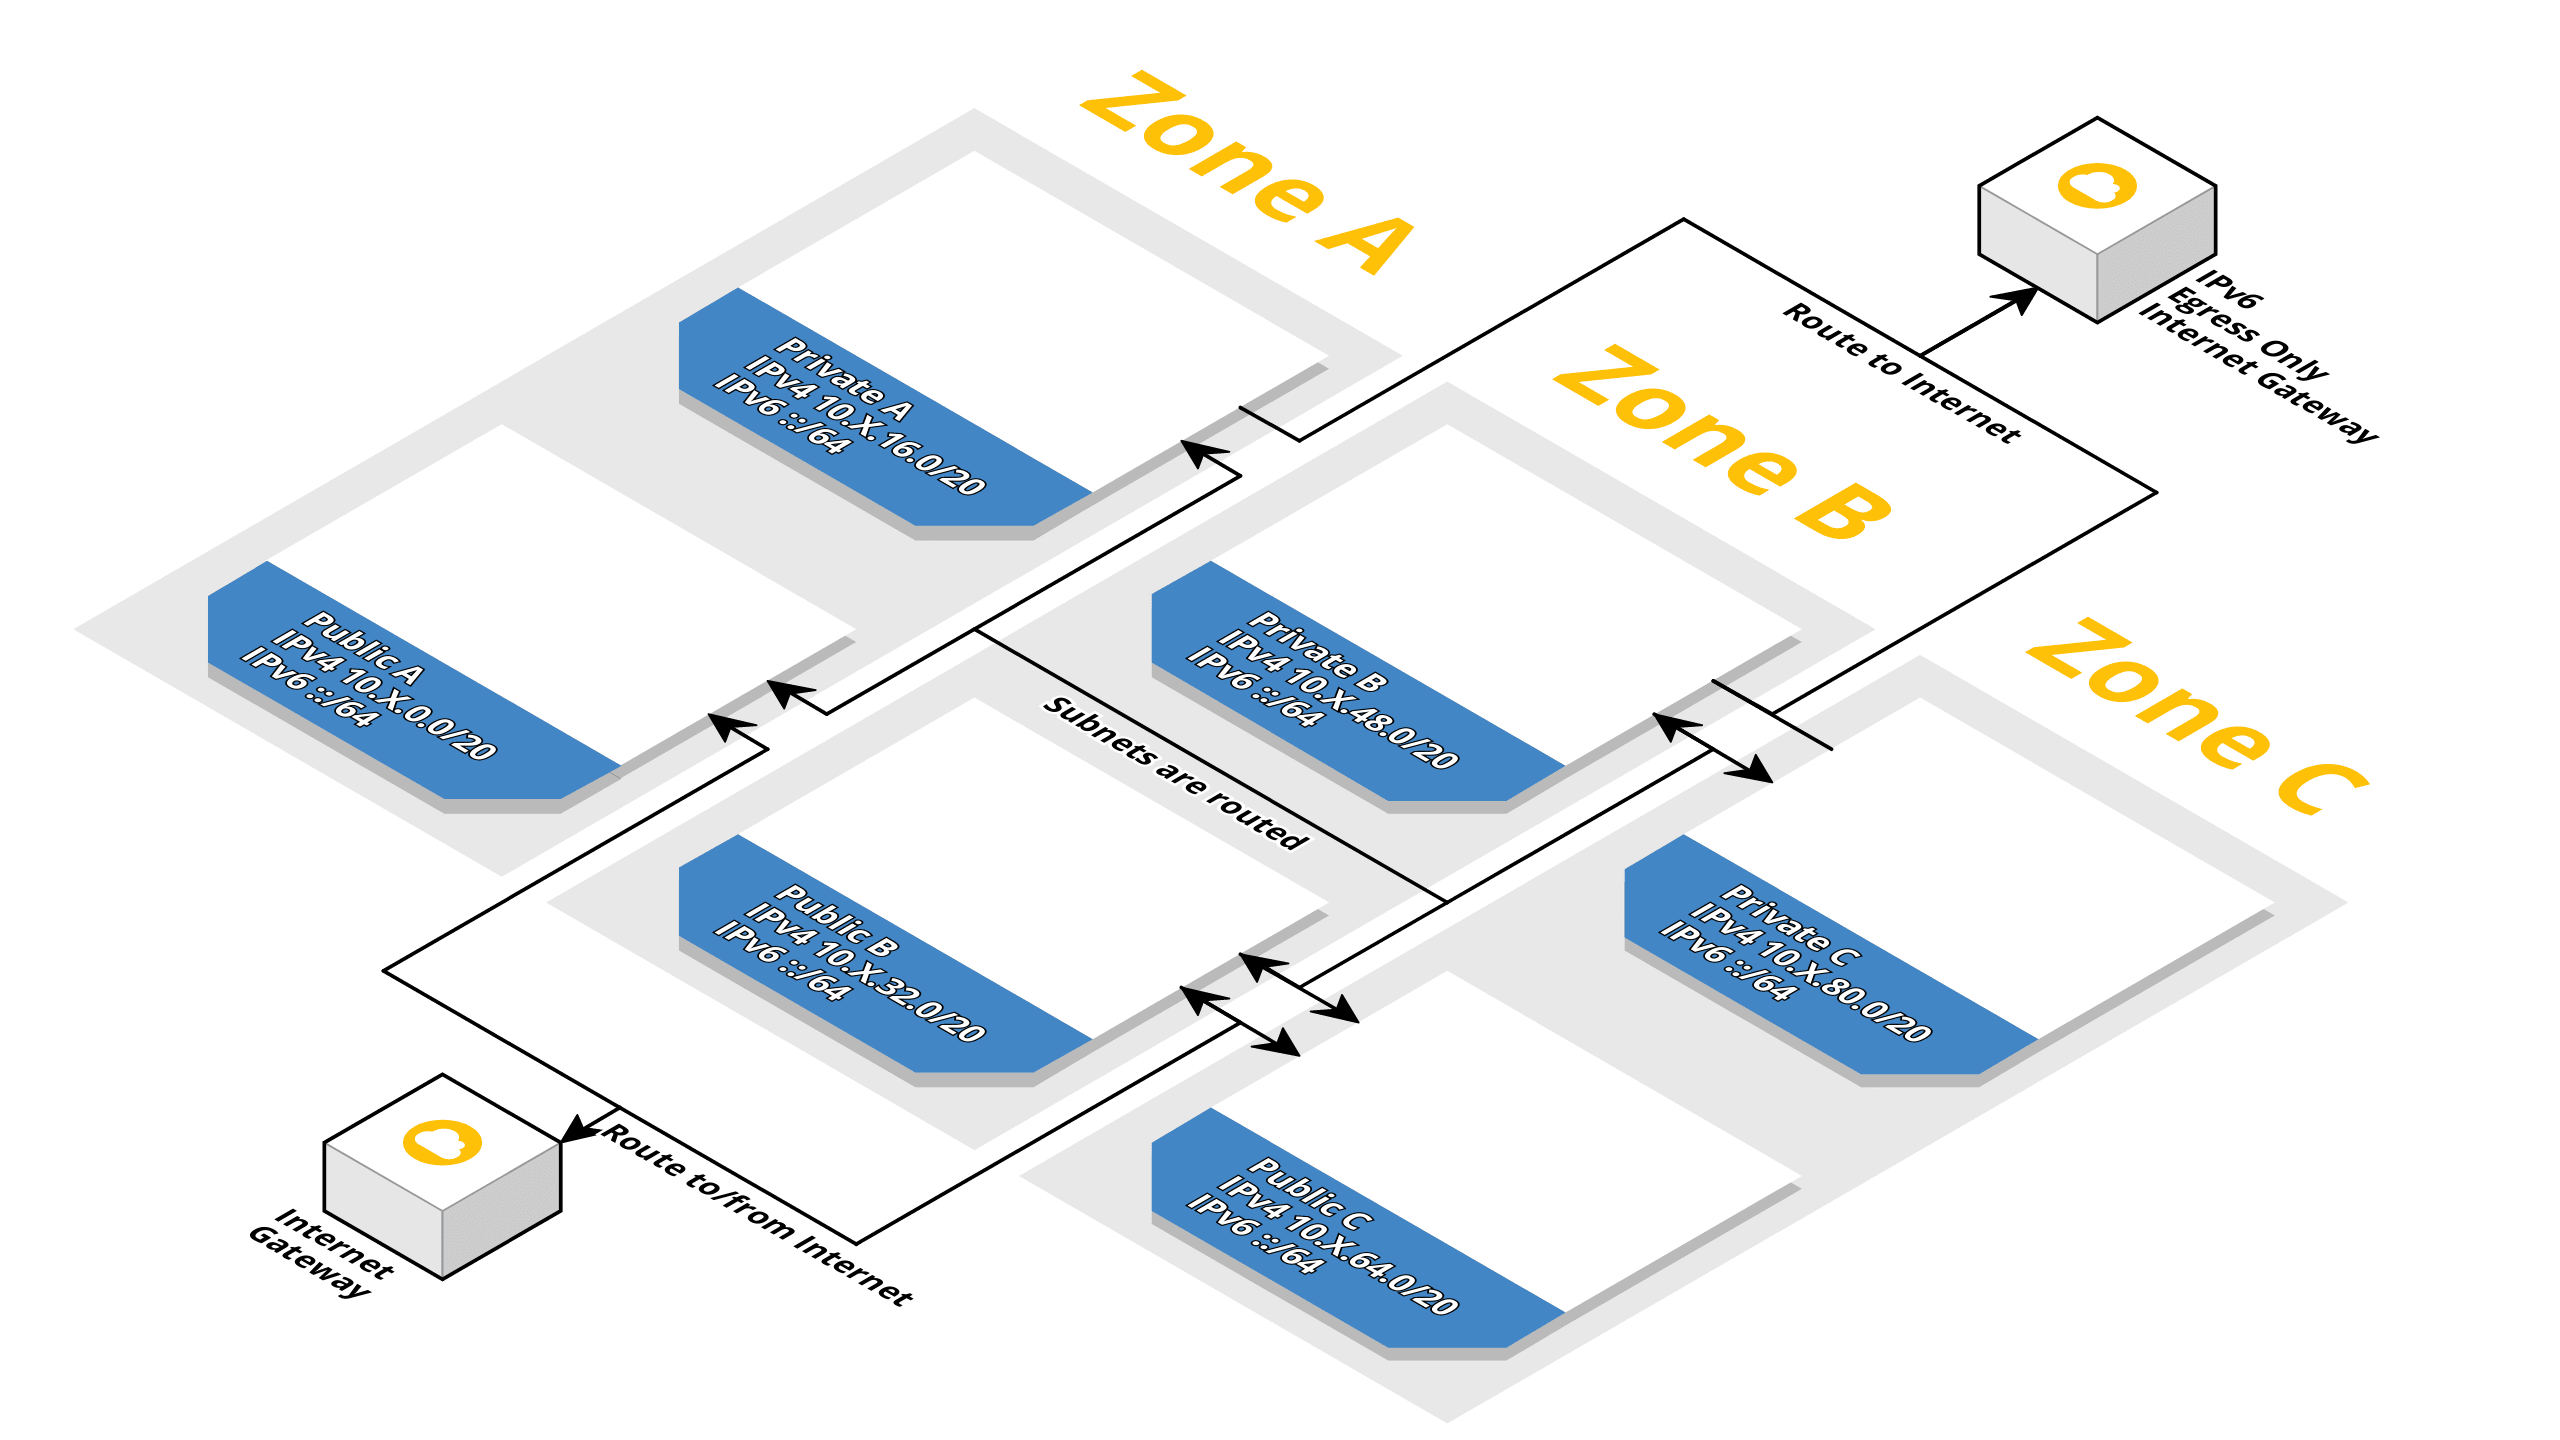 Zone A
IPv6
Egress Only
Internet Gateway
Route to Internet
Zone B
Private A
IPv4 10.X.16.0/20
IPv6 ::/64
Public A
IPv4 10.X.0.0/20
IPv6 ::/64
Private B
IPv4 10.X.48.0/20
IPv6 ::/64
Zone C
Subnets are routed
Public B
IPv4 10.X.32.0/20
IPv6 ::/64
Private C
IPv4 10.X.80.0/20
IPv6 ::/64
Route to/from Internet
Internet
Gateway
Public C
IPv4 10.X.64.0/20
IPv6 ::/64